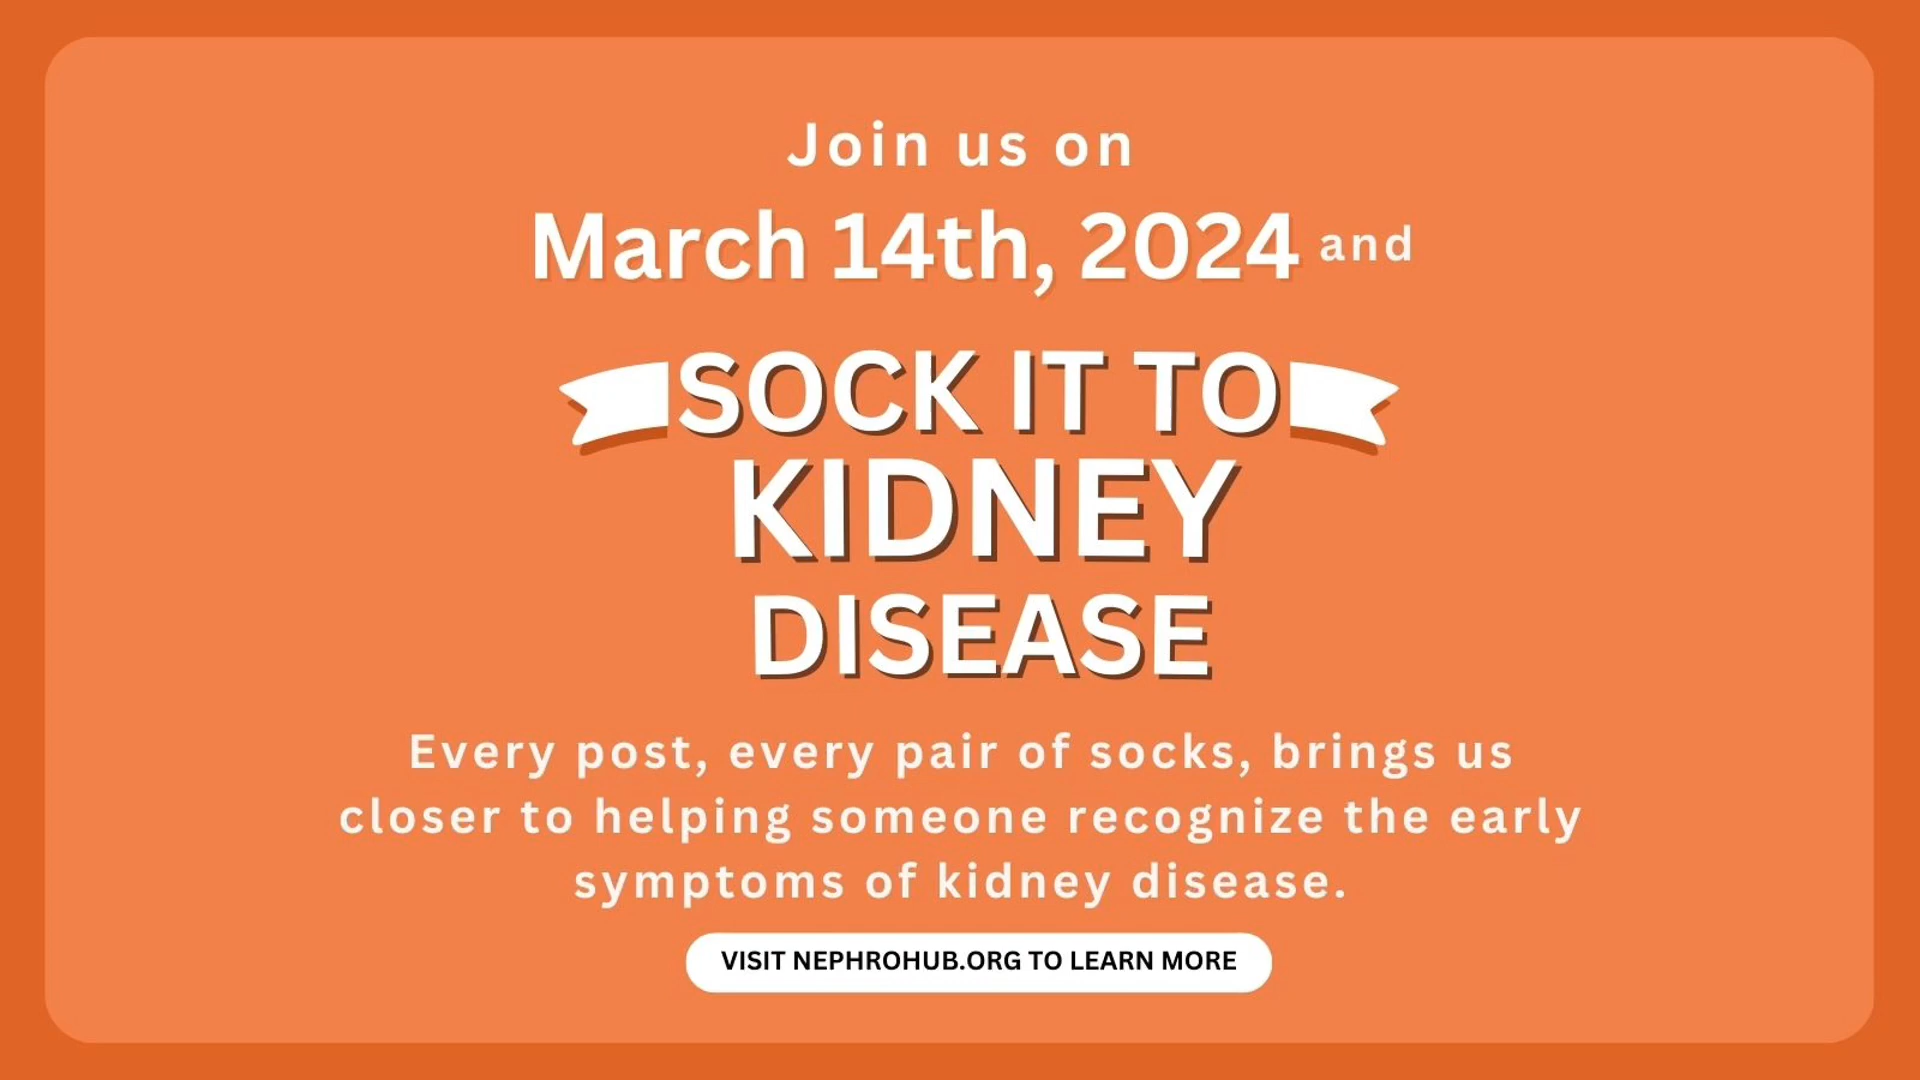 Join us on
March 14th, 2024 and
SOCK IT TO
KIDNEY
DISEASE
Every post, every pair of socks, brings us
closer to helping someone recognize the early
symptoms of kidney disease.
VISIT NEPHROHUB.ORG TO LEARN MORE